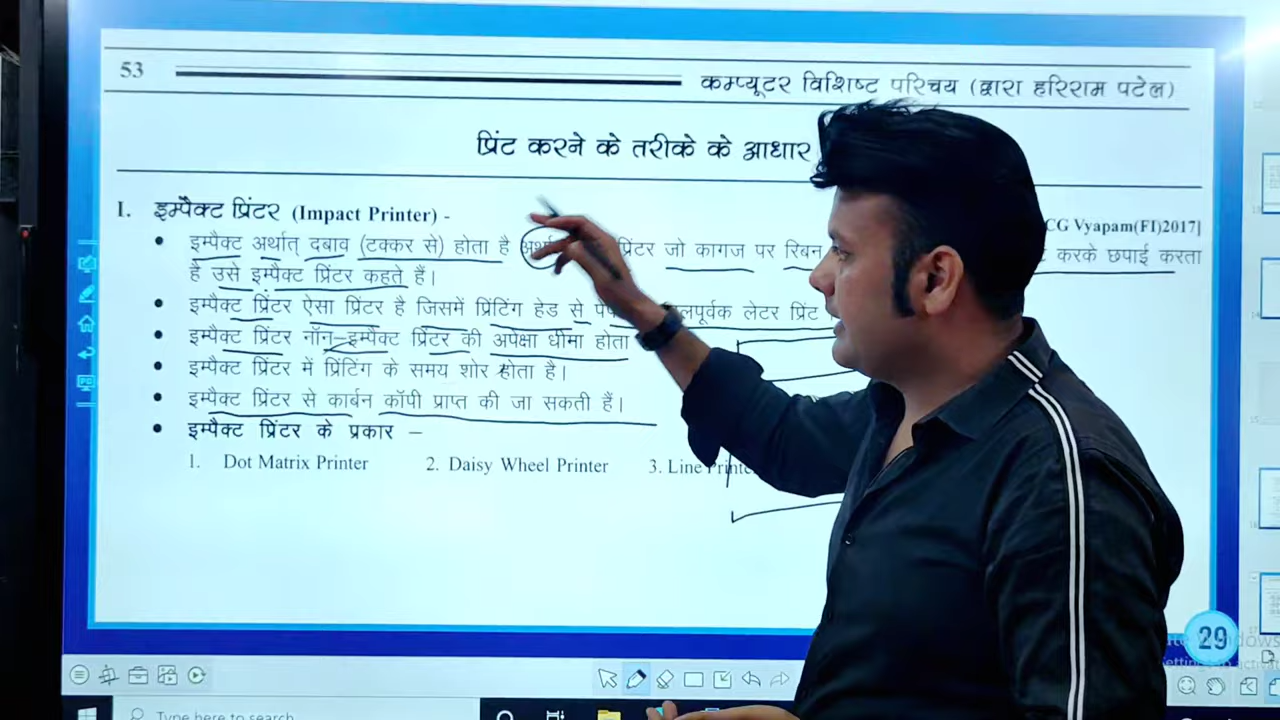 53
कम्प्यूटर विशिष्ट परिचय (द्वारा हरिराम पटेल)
प्रिंट करने के तरीके के आधार
I. इम्पैक्ट प्रिंटर (Impact Printer) -
CG Vyapam(FI)2017]
• इम्पैक्ट अर्थात् दबाव (टक्कर से) होता है प्रिंटर जो कागज पर रिबन करके छपाई करता
है उसे इम्पैक्ट प्रिंटर कहते हैं।
• इम्पैक्ट प्रिंटर ऐसा प्रिंटर है जिसमें प्रिंटिंग हेड से लेटर प्रिंट
• इम्पैक्ट प्रिंटर नॉन-इम्पैक्ट प्रिंटर की अपेक्षा धीमा होता
• इम्पैक्ट प्रिंटर में प्रिंटिंग के समय शोर होता है।
• इम्पैक्ट प्रिंटर से कार्बन कॉपी प्राप्त की जा सकती हैं।
• इम्पैक्ट प्रिंटर के प्रकार –
1. Dot Matrix Printer 2. Daisy Wheel Printer 3. Line
29
Type here to search